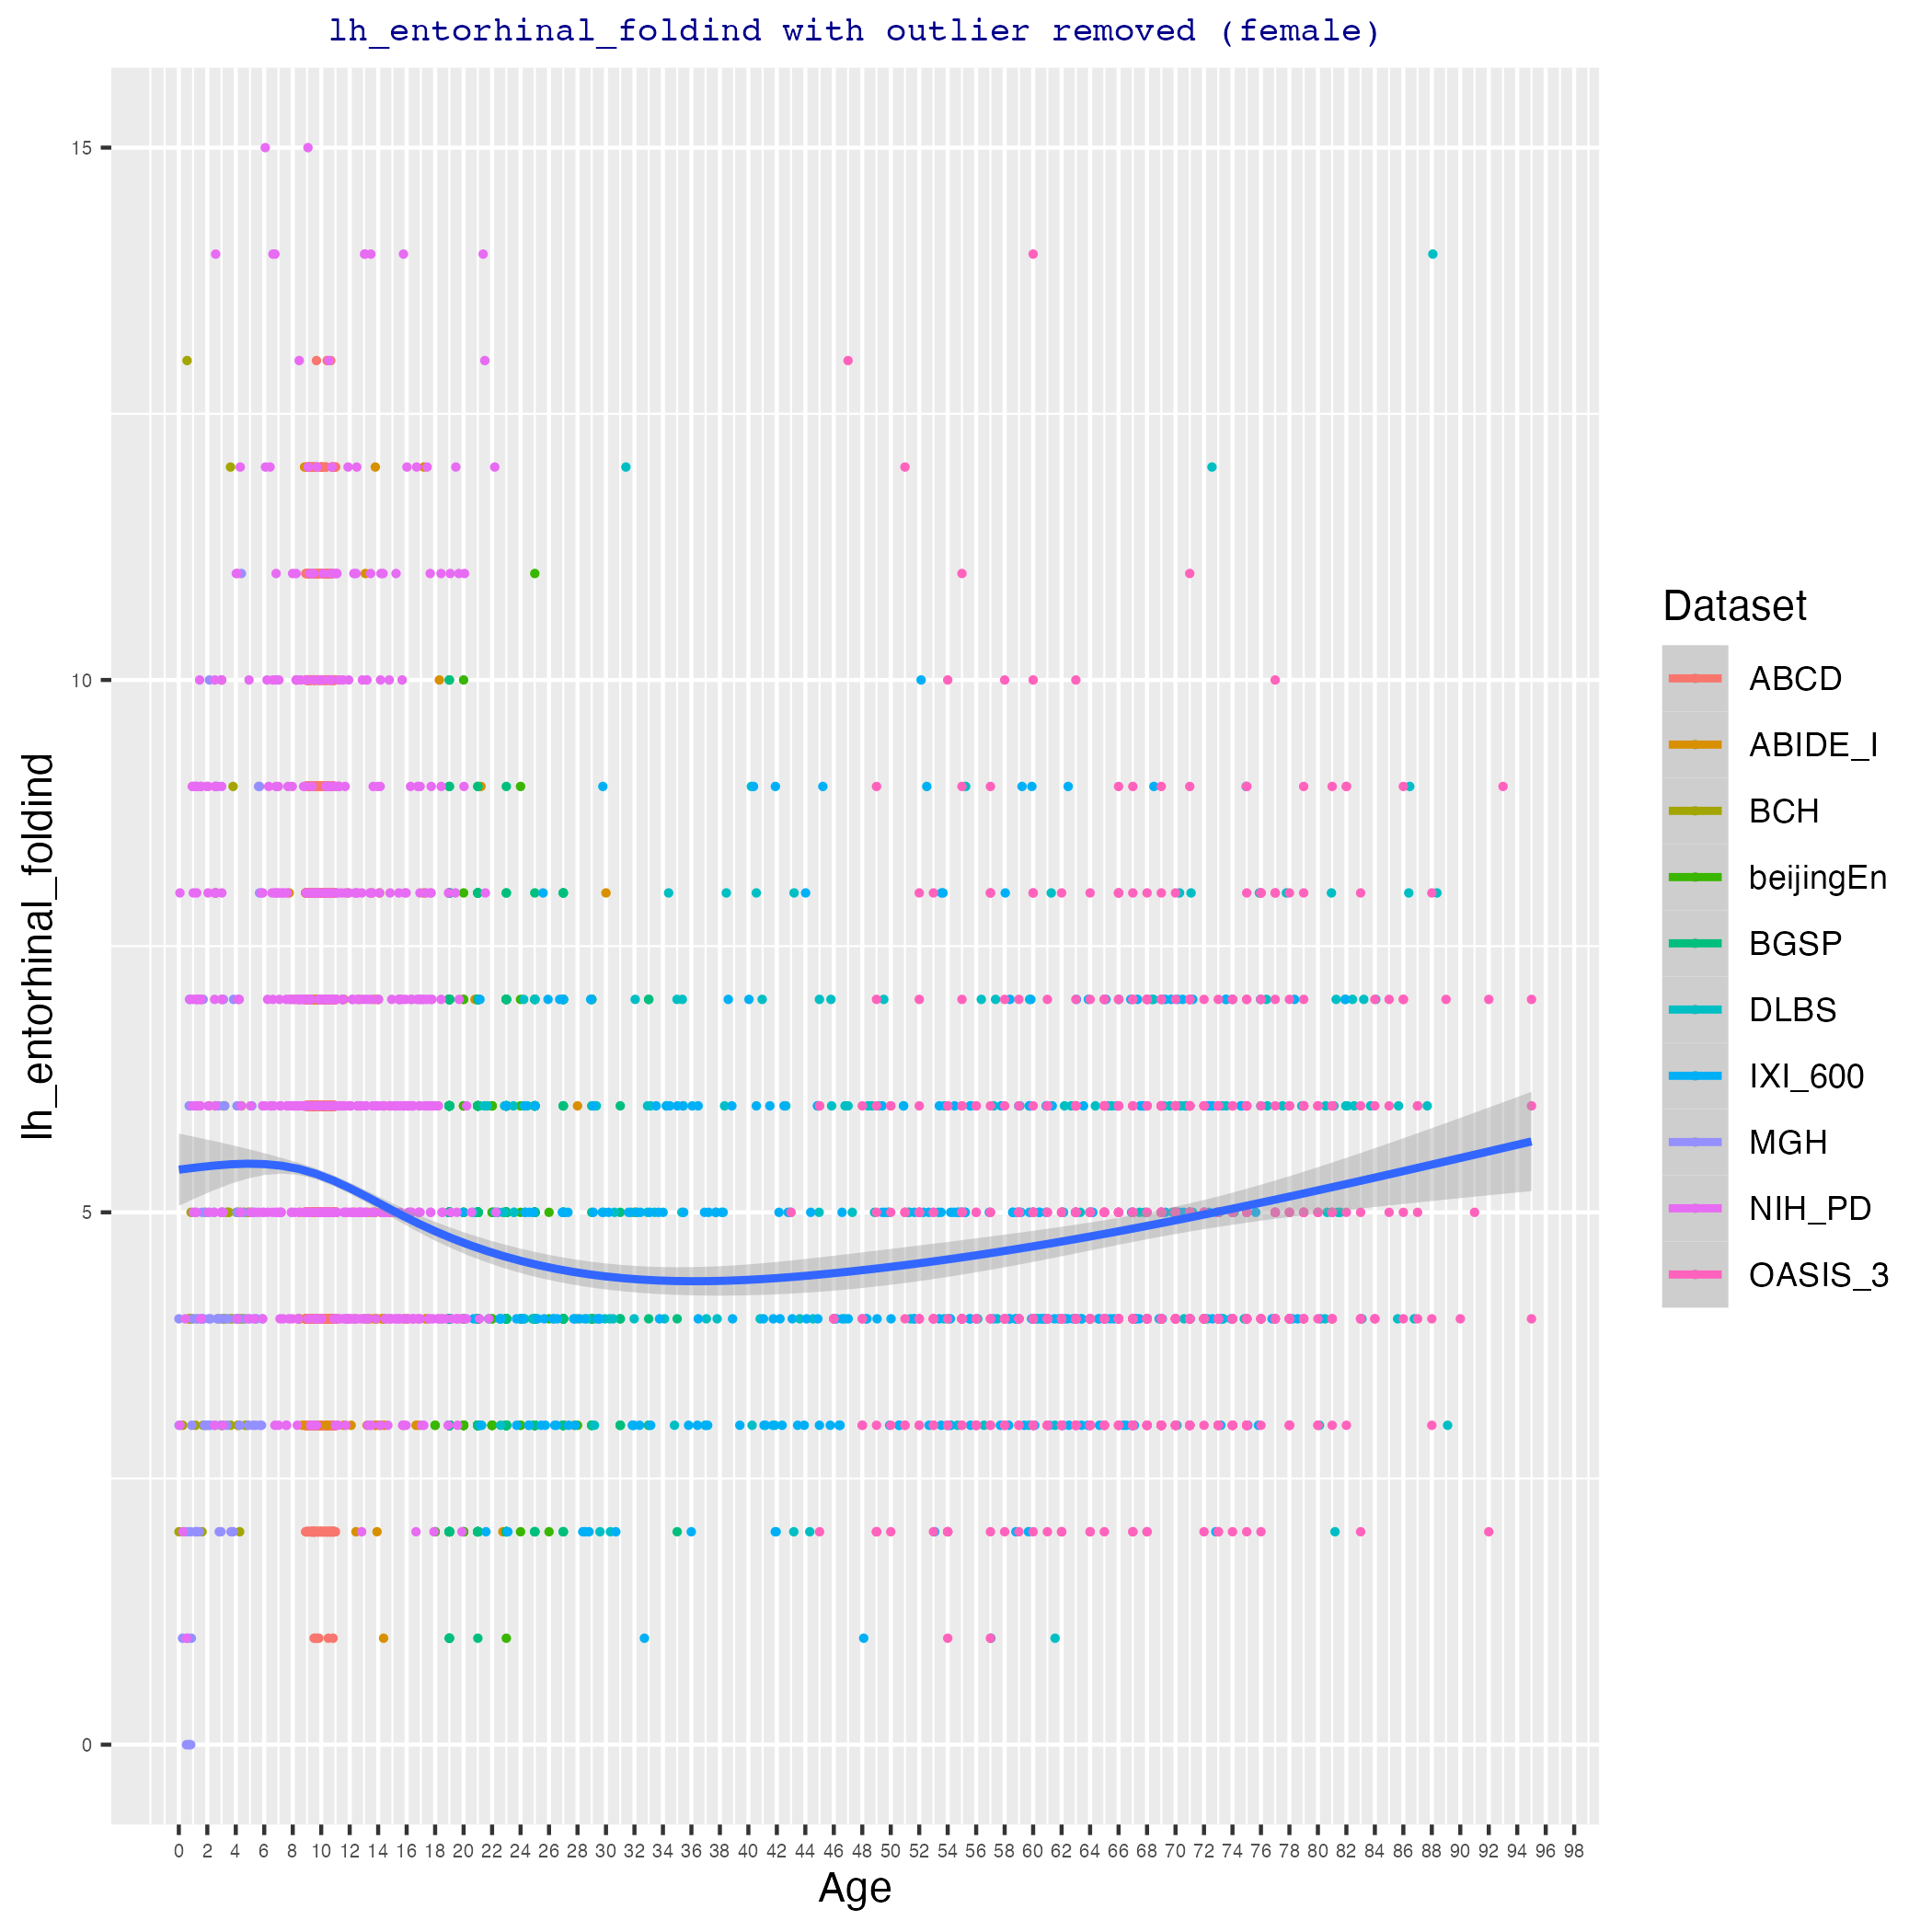 lh_entorhinal_foldind with outlier removed (female)
lh_entorhinal_foldind
15
10
5
0
0 2 4 6 8 10 12 14 16 18 20 22 24 26 28 30 32 34 36 38 40 42 44 46 48 50 52 54 56 58 60 62 64 66 68 70 72 74 76 78 80 82 84 86 88 90 92 94 96 98
Age
Dataset
ABCD
ABIDE_I
BCH
beijingEn
BGSP
DLBS
IXI_600
MGH
NIH_PD
OASIS_3